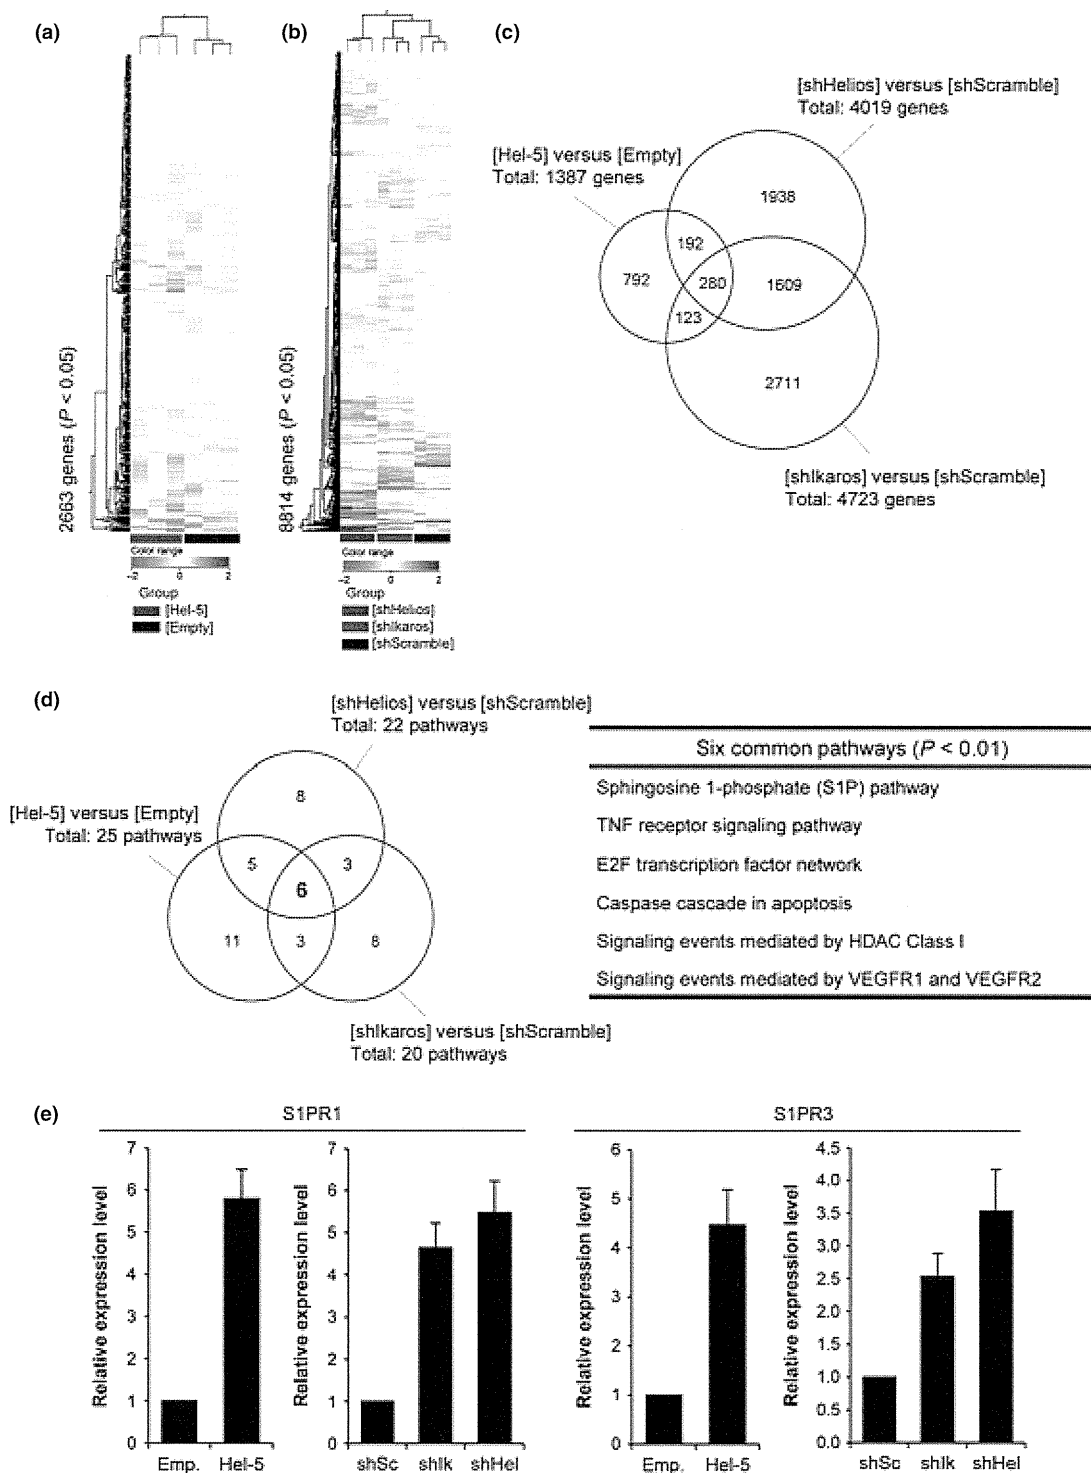 (a)
2663 genes (P < 0.05)
Color range
-2 0 2
Group
[Hel-5]
[Empty]
(b)
8814 genes (P < 0.05)
Color range
-2 0 2
Group
[shHelios]
[shIkaros]
[shScramble]
(c)
[shHelios] versus [shScramble]
Total: 4019 genes
[Hel-5] versus [Empty]
Total: 1387 genes
1938
192
792
280
1609
123
2711
[shIkaros] versus [shScramble]
Total: 4723 genes
(d)
[shHelios] versus [shScramble]
Total: 22 pathways
[Hel-5] versus [Empty]
Total: 25 pathways
8
5
3
6
11
3
8
[shIkaros] versus [shScramble]
Total: 20 pathways
Six common pathways (P < 0.01)
Sphingosine 1-phosphate (S1P) pathway
TNF receptor signaling pathway
E2F transcription factor network
Caspase cascade in apoptosis
Signaling events mediated by HDAC Class I
Signaling events mediated by VEGFR1 and VEGFR2
(e)
S1PR1
Relative expression level
7
6
5
4
3
2
1
0
Emp. Hel-5
Relative expression level
7
6
5
4
3
2
1
0
shSc shIk shHel
S1PR3
Relative expression level
6
5
4
3
2
1
0
Emp. Hel-5
Relative expression level
4.5
4.0
3.5
3.0
2.5
2.0
1.5
1.0
0.5
0.0
shSc shIk shHel